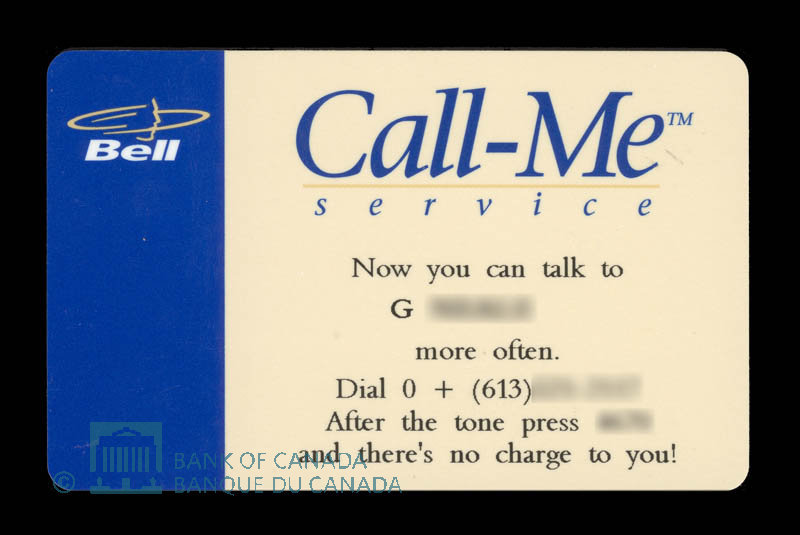 Bell
Call-Me™
service
Now you can talk to
G
more often.
Dial 0 + (613)
After the tone press
and there's no charge to you!
© BANK OF CANADA
BANQUE DU CANADA